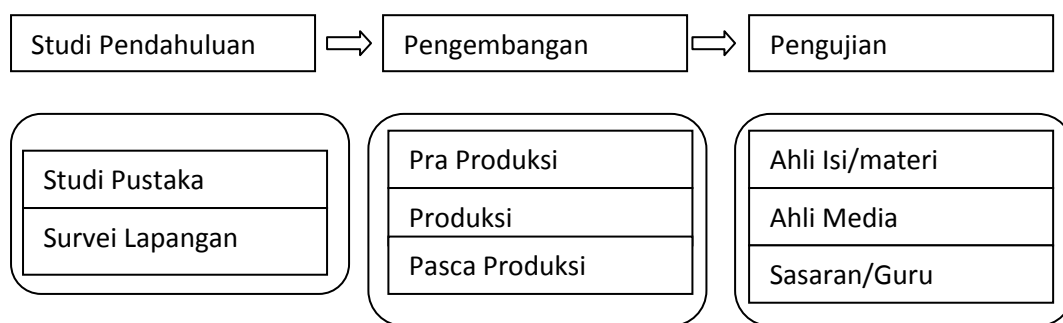 Studi Pendahuluan
Pengembangan
Pengujian
Studi Pustaka
Survei Lapangan
Pra Produksi
Produksi
Pasca Produksi
Ahli Isi/materi
Ahli Media
Sasaran/Guru